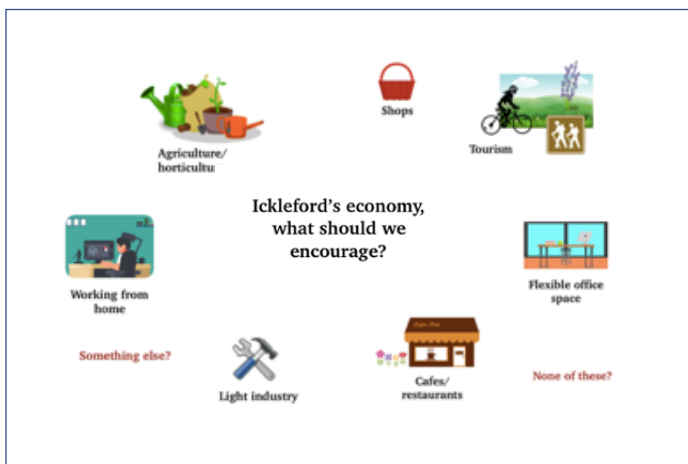 Shops
Tourism
Agriculture/
horticultu
Ickleford's economy,
what should we
encourage?
Working from
home
Flexible office
space
Something else?
Light industry
Cafes/
restaurants
None of these?